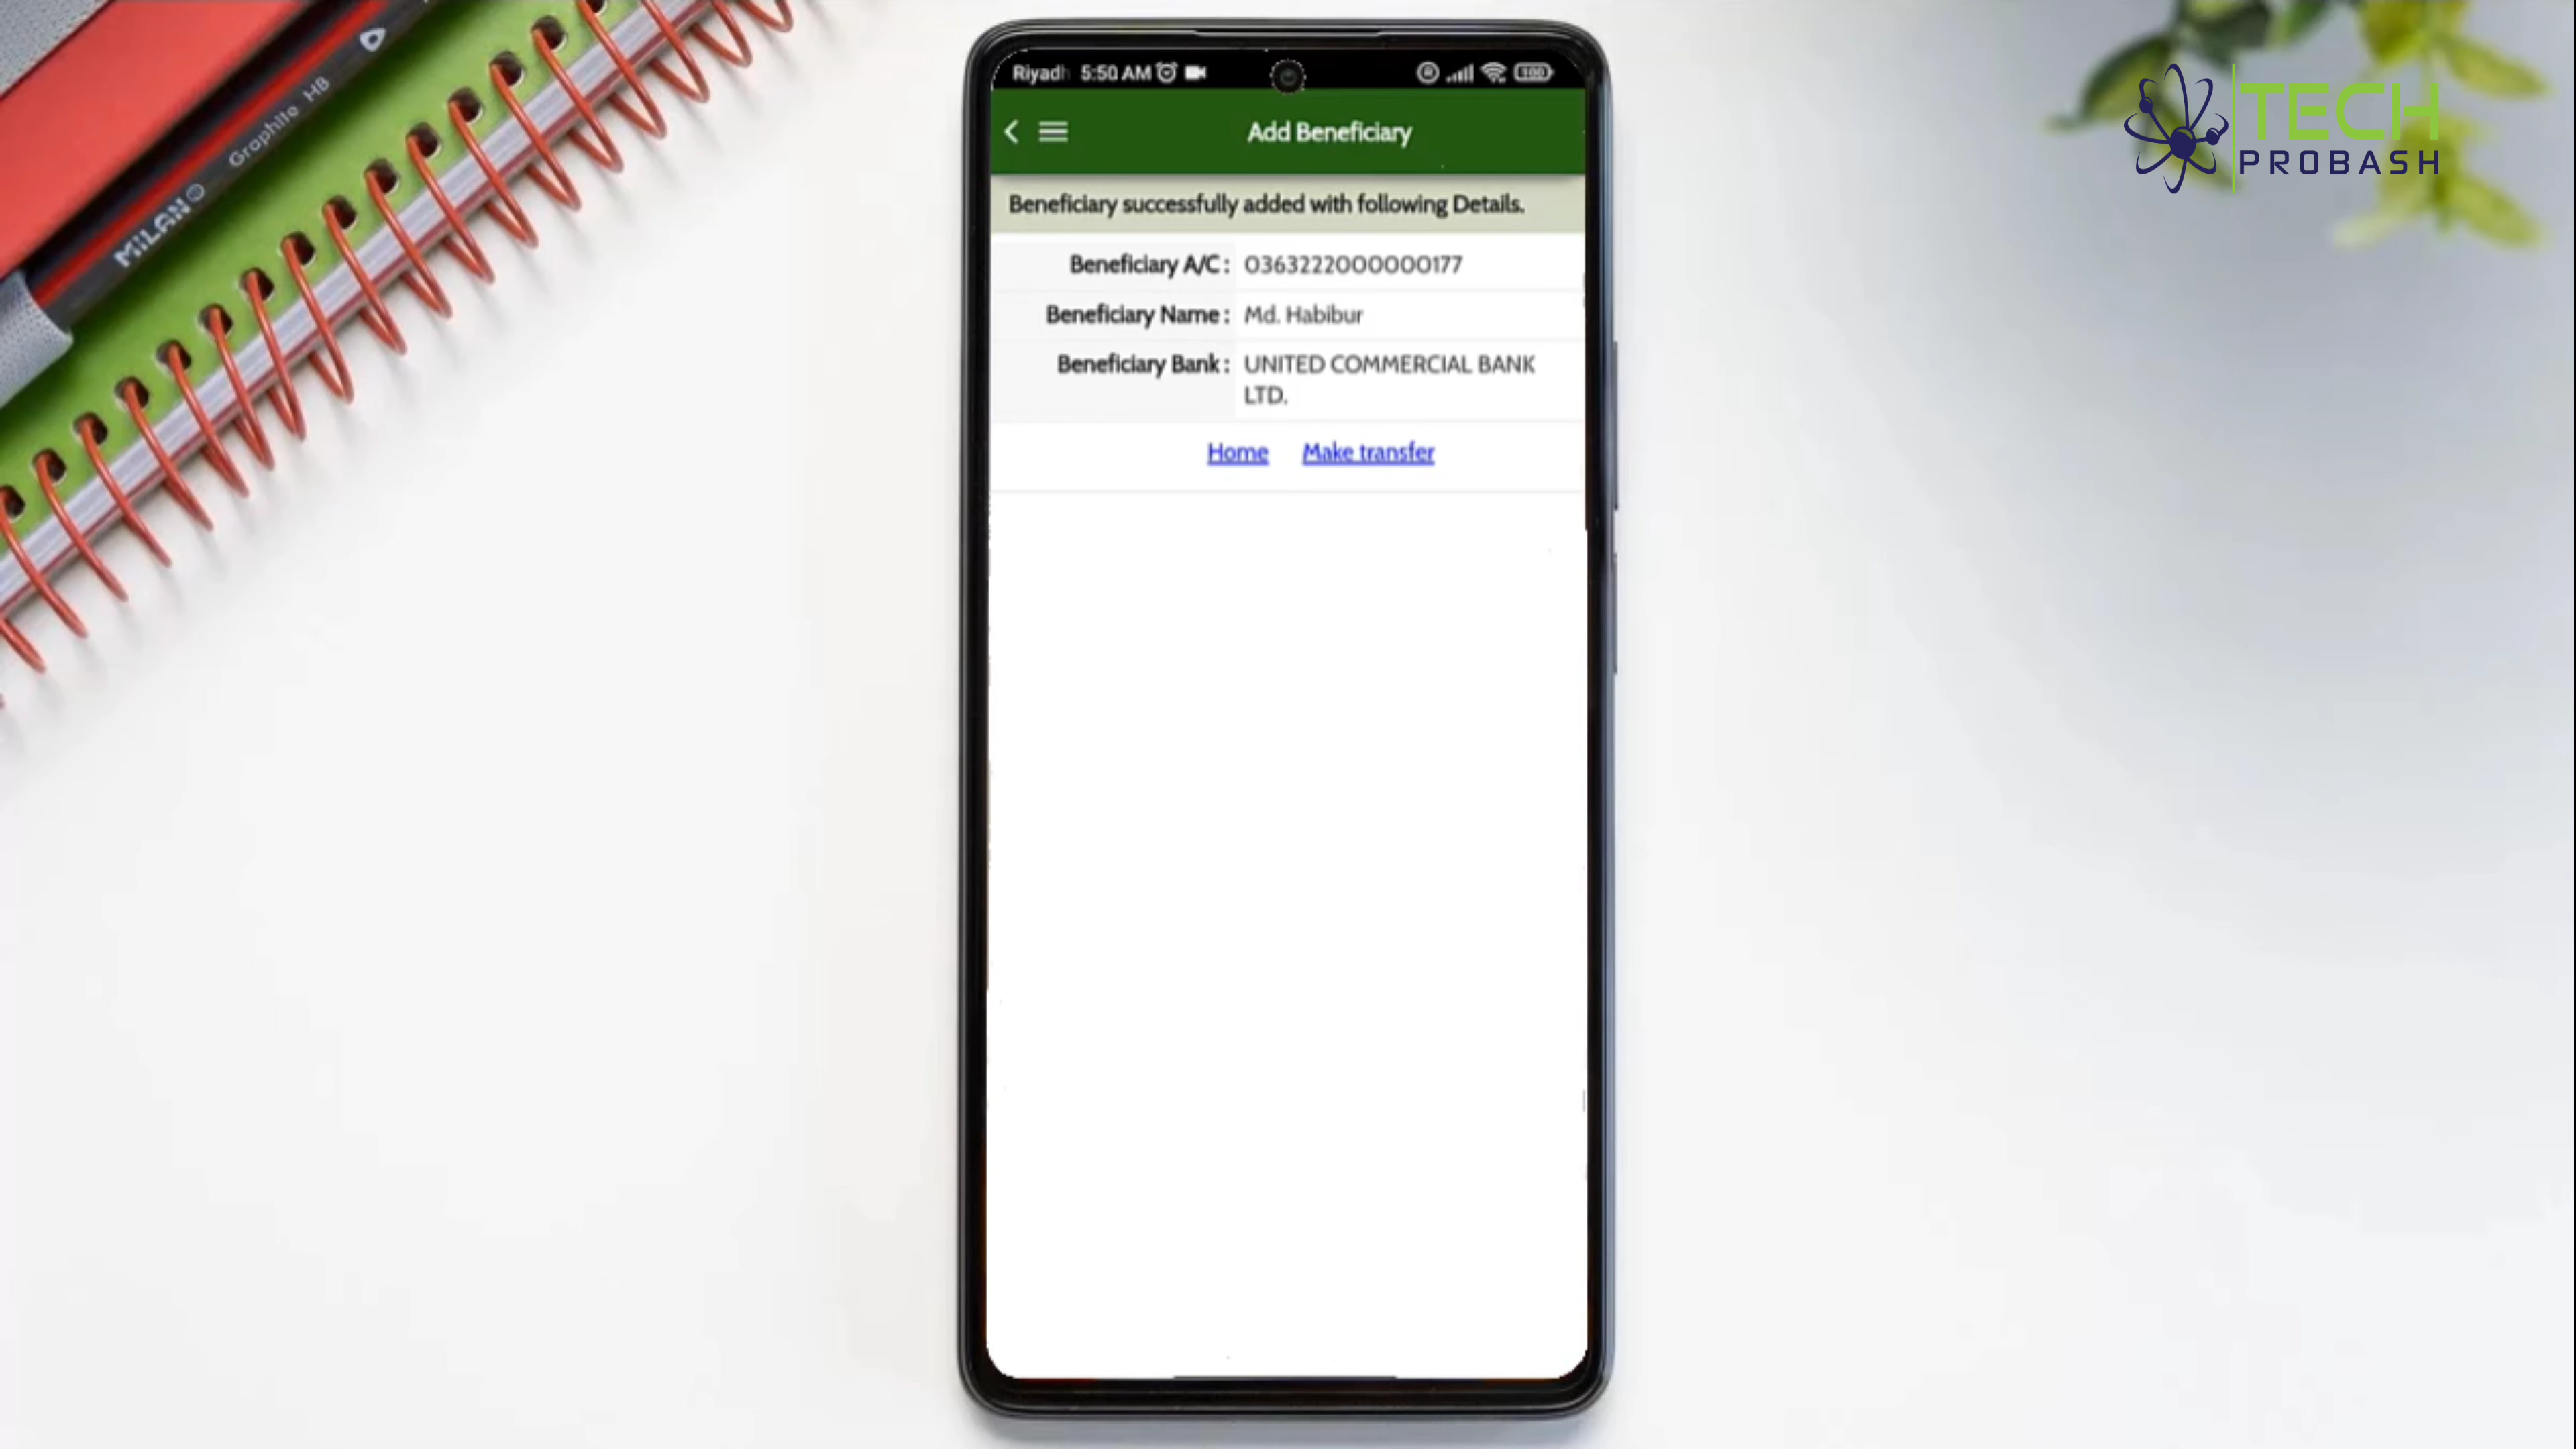 MILAN Graphite HB
TECH
PROBASH
Riyadh 5:50 AM
100
Add Beneficiary
Beneficiary successfully added with following Details.
Beneficiary A/C : 0363222000000177
Beneficiary Name : Md. Habibur
Beneficiary Bank : UNITED COMMERCIAL BANK
LTD.
Home Make transfer